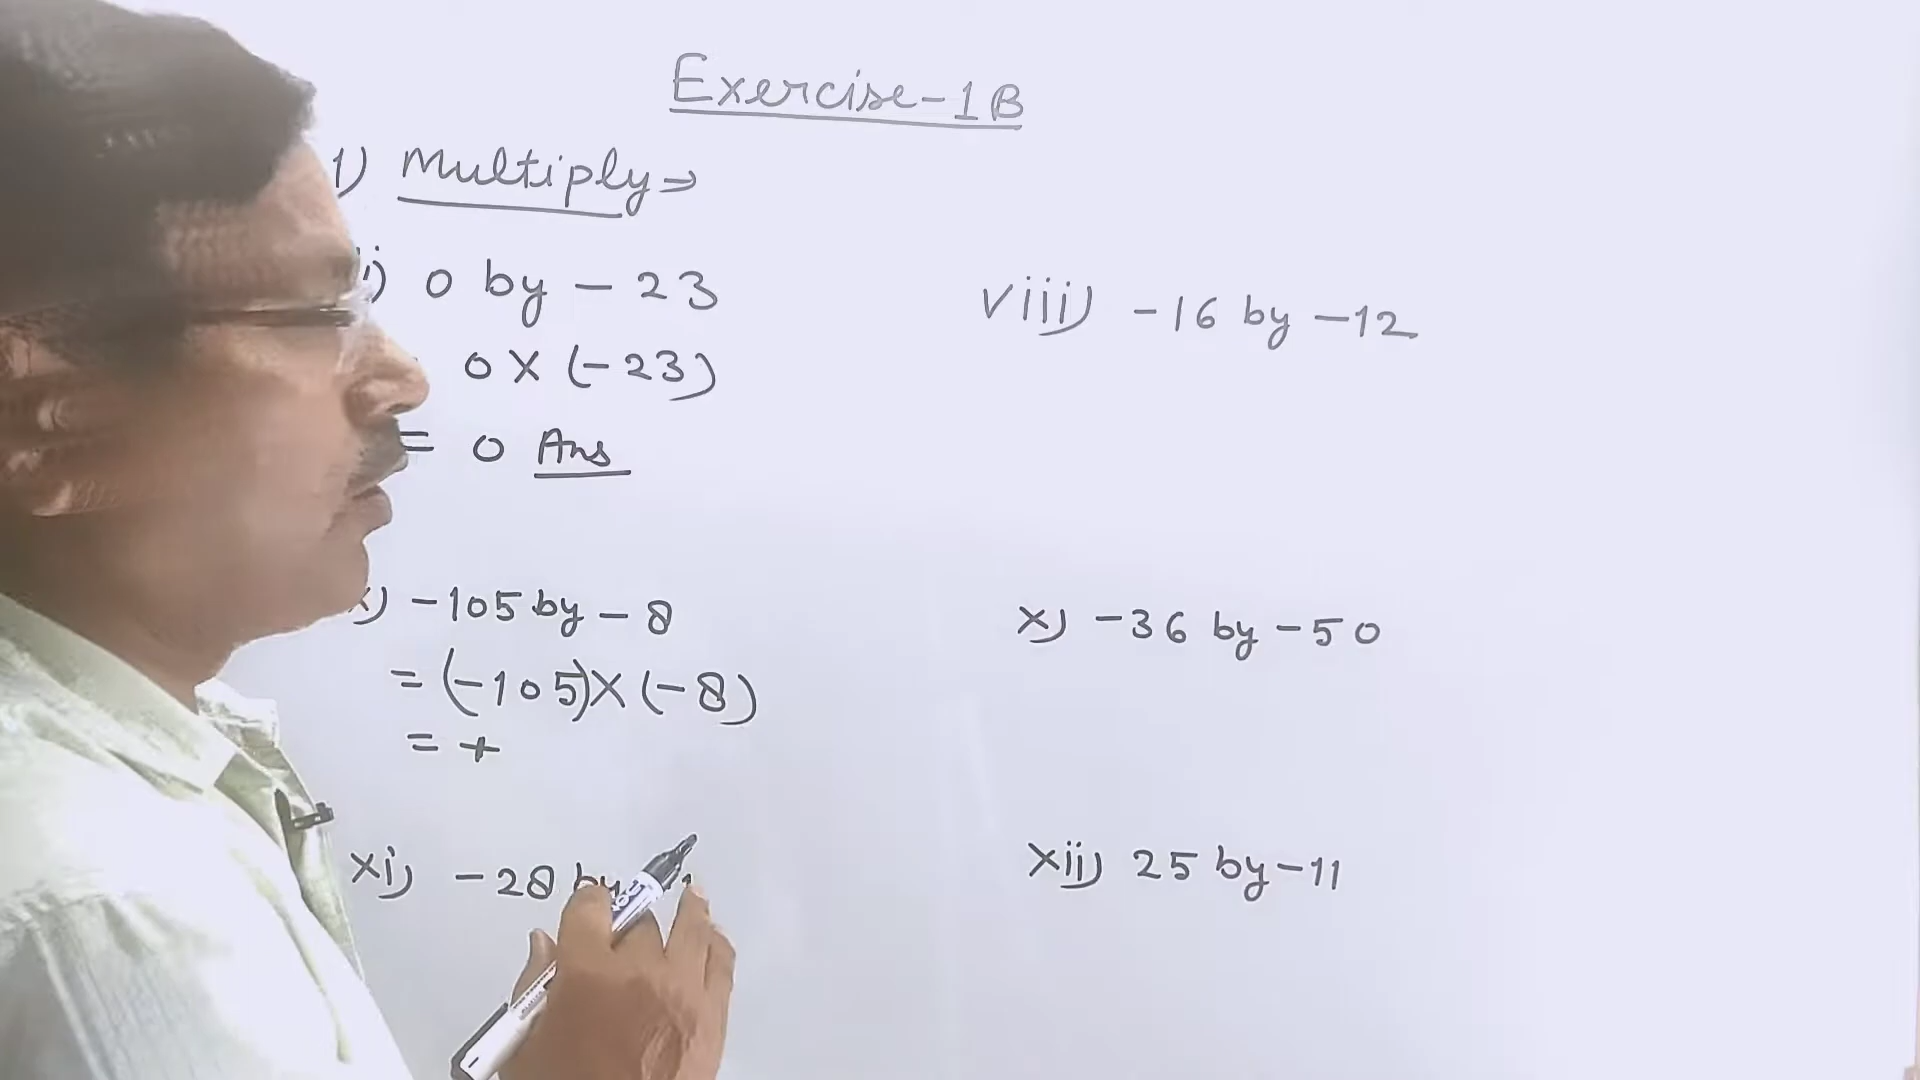 Exercise-1B
1) Multiply⇒
i) 0 by - 23
viii) -16 by -12
0 X (-23)
= 0 Ans
x) -105 by - 8
x) -36 by -50
= (-105) X (-8)
= +
xi) -28 by
xii) 25 by -11